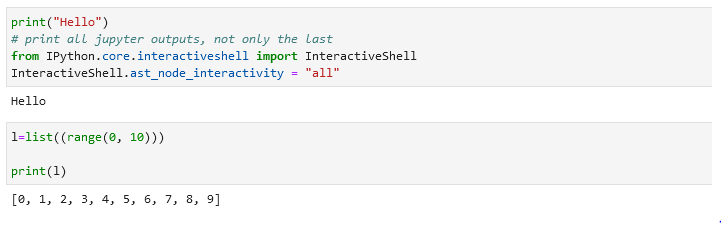 print("Hello")
# print all jupyter outputs, not only the last
from IPython.core.interactiveshell import InteractiveShell
InteractiveShell.ast_node_interactivity = "all"
Hello
l=list((range(0, 10)))
print(l)
[0, 1, 2, 3, 4, 5, 6, 7, 8, 9]